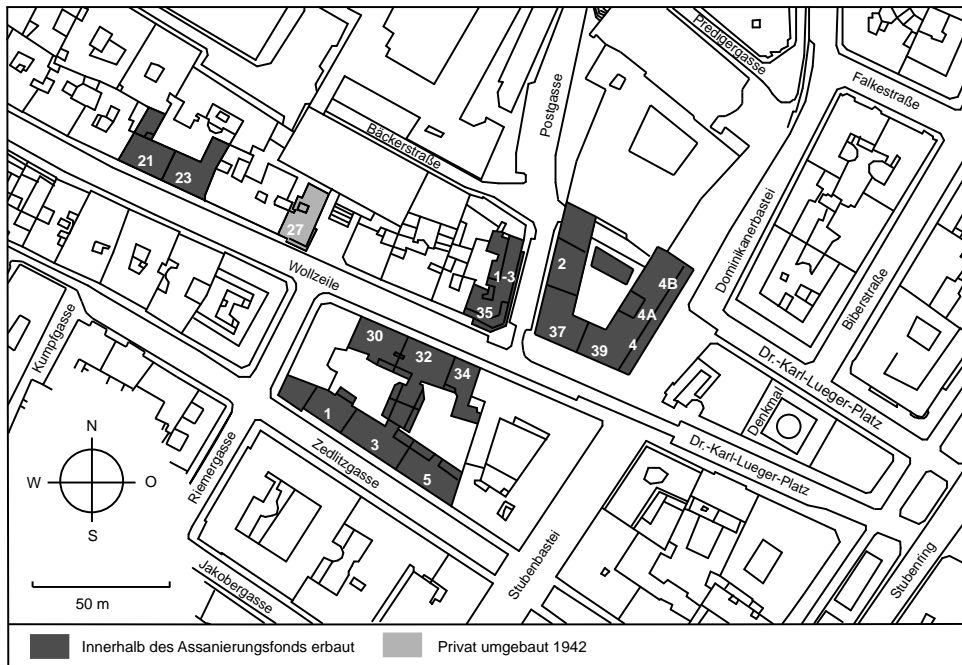 Predigergasse
Falkestraße
Postgasse
Bäckerstraße
21
23
27
Dominikanerbastei
Wollzeile
1-3
35
2
4B
4A
37
39
4
Biberstraße
Kumpfgasse
30
32
34
Dr.-Karl-Lueger-Platz
Denkmal
1
3
5
Zedlitzgasse
Riemergasse
Dr.-Karl-Lueger-Platz
N
W
O
S
Stubenbastei
Stubenring
Jakobergasse
50 m
Innerhalb des Assanierungsfonds erbaut
Privat umgebaut 1942